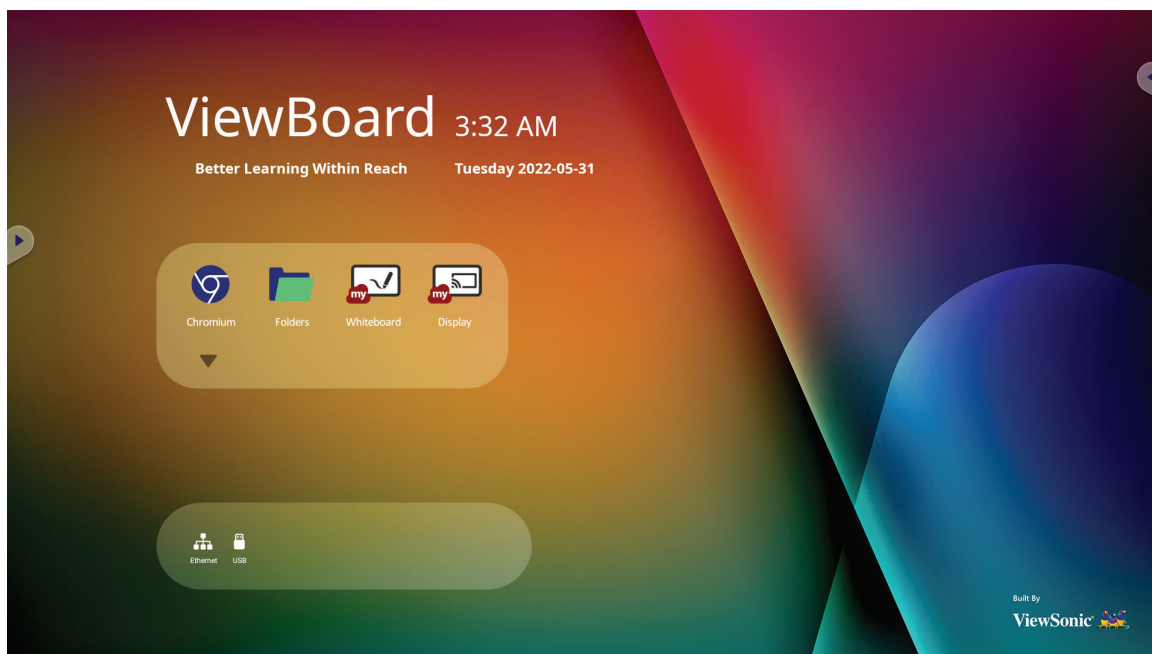 ViewBoard 3:32 AM
Better Learning Within Reach Tuesday 2022-05-31
Chromium Folders my Whiteboard my Display
Ethernet USB
Built By
ViewSonic